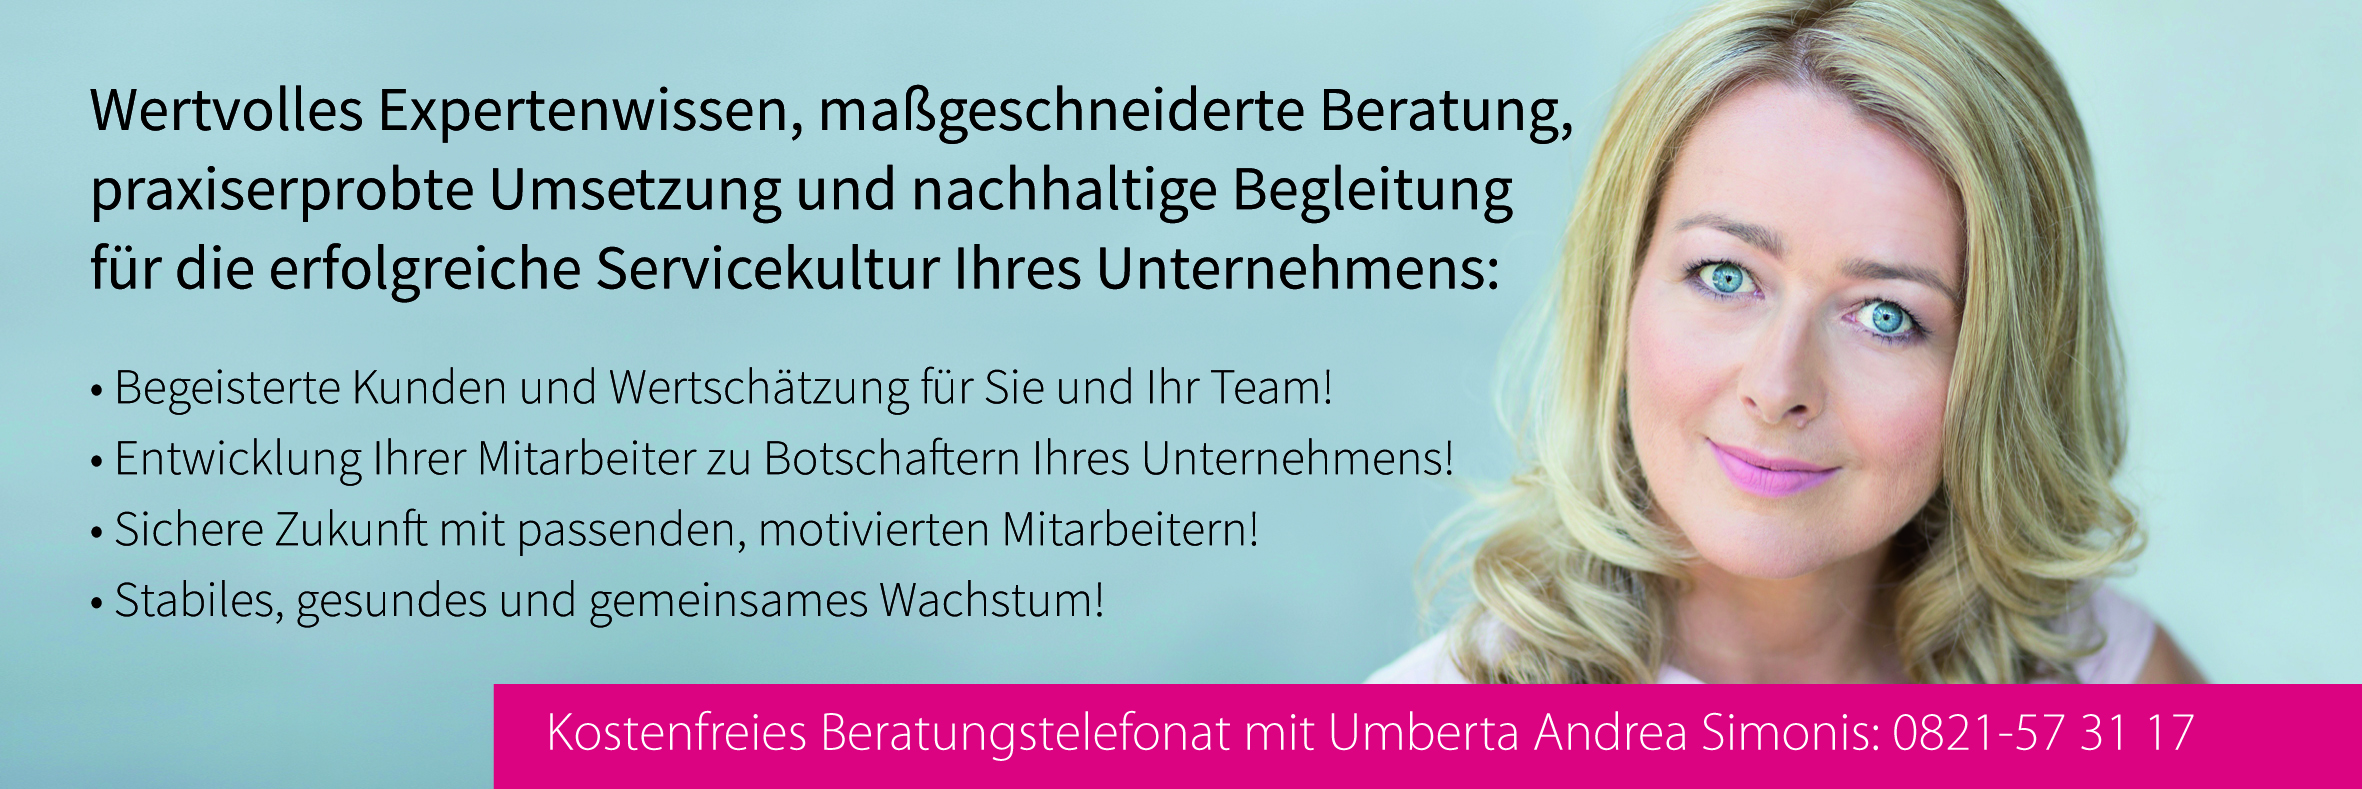 Wertvolles Expertenwissen, maßgeschneiderte Beratung,
praxiserprobte Umsetzung und nachhaltige Begleitung
für die erfolgreiche Servicekultur Ihres Unternehmens:
• Begeisterte Kunden und Wertschätzung für Sie und Ihr Team!
• Entwicklung Ihrer Mitarbeiter zu Botschaftern Ihres Unternehmens!
• Sichere Zukunft mit passenden, motivierten Mitarbeitern!
• Stabiles, gesundes und gemeinsames Wachstum!
Kostenfreies Beratungstelefonat mit Umberta Andrea Simonis: 0821-57 31 17